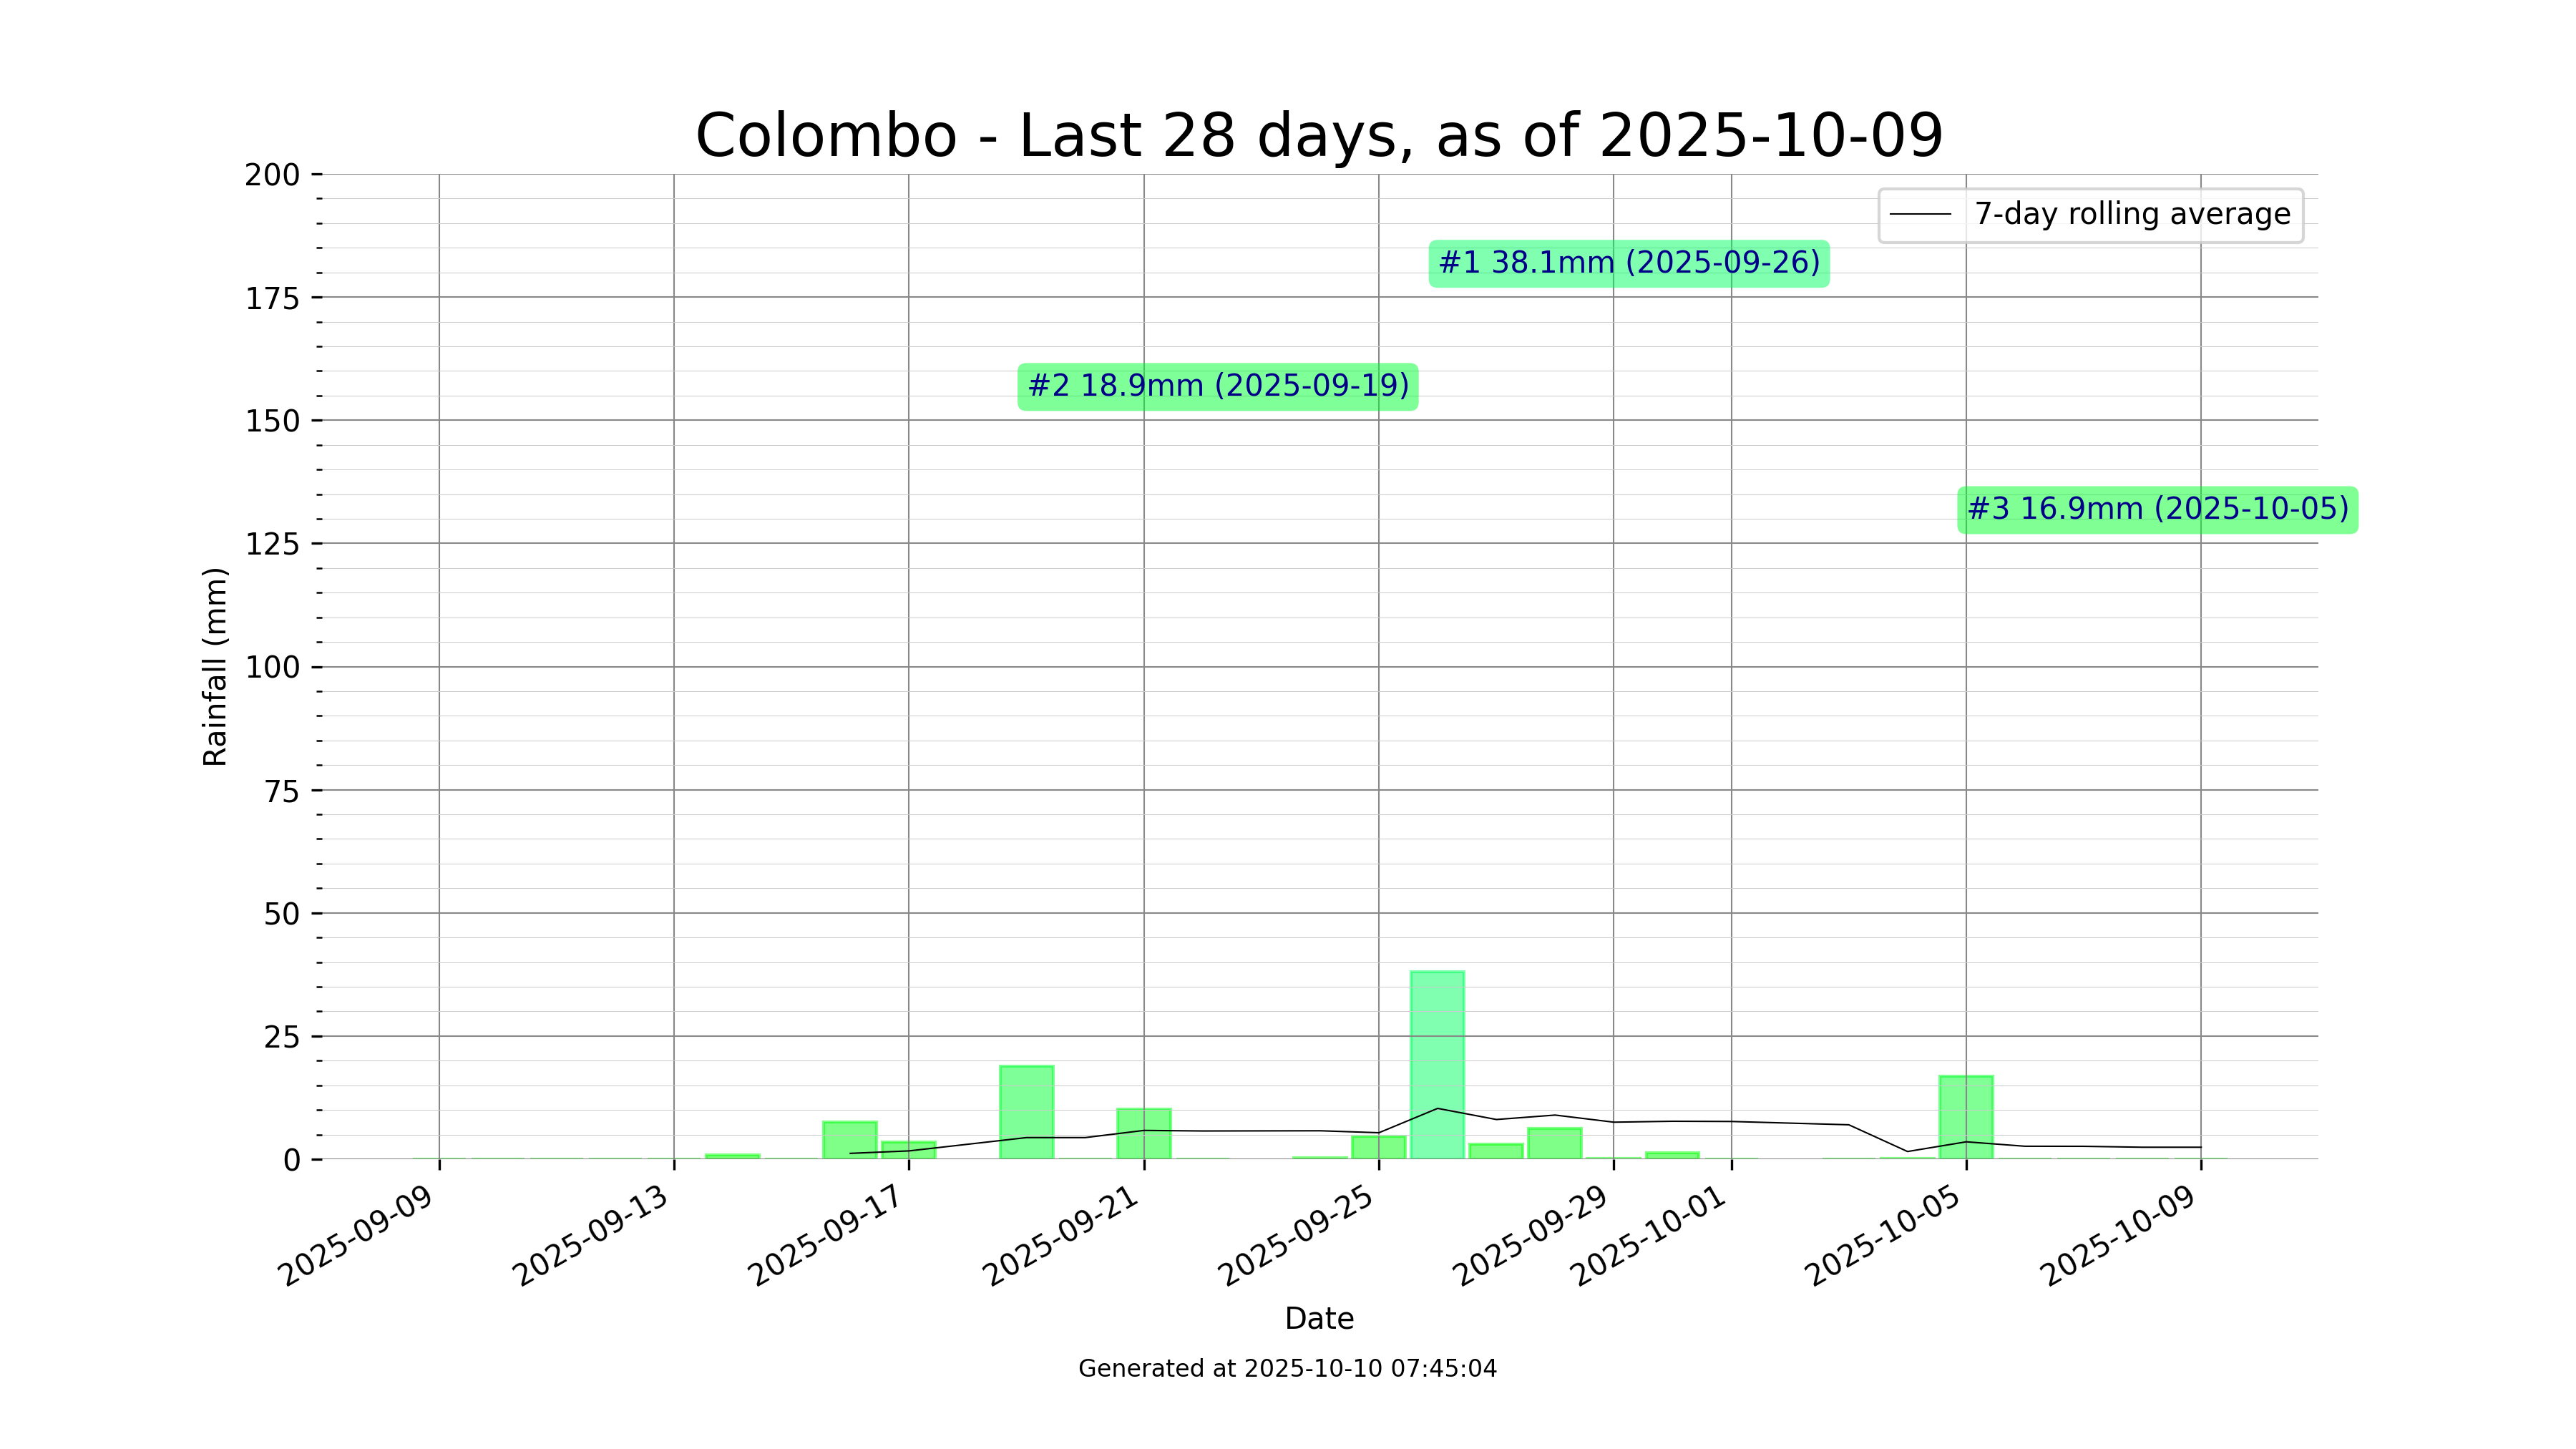 Colombo - Last 28 days, as of 2025-10-09
200
175
150
125
100
75
50
25
0
Rainfall (mm)
7-day rolling average
#1 38.1mm (2025-09-26)
#2 18.9mm (2025-09-19)
#3 16.9mm (2025-10-05)
2025-09-09
2025-09-13
2025-09-17
2025-09-21
2025-09-25
2025-09-29
2025-10-01
2025-10-05
2025-10-09
Date
Generated at 2025-10-10 07:45:04